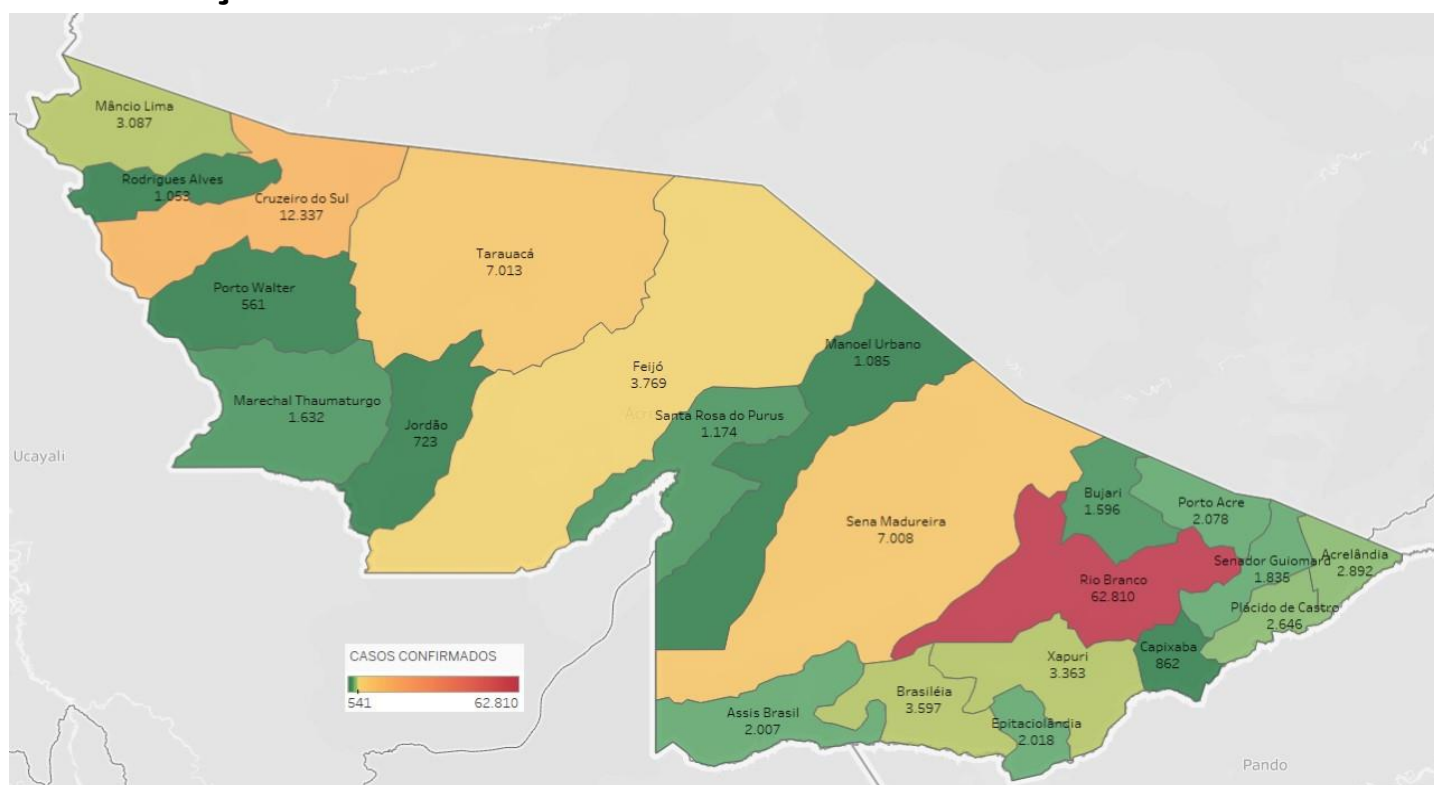 Mâncio Lima
3.087
Rodrigues Alves
1.053
Cruzeiro do Sul
12.337
Tarauacá
7.013
Porto Walter
561
Manoel Urbano
1.085
Feijó
3.769
Marechal Thaumaturgo
1.632
Jordão
723
Santa Rosa do Purus
1.174
Ucayali
Sena Madureira
7.008
Bujari
1.596
Porto Acre
2.078
Senador Guiomard
1.835
Acrelândia
2.892
Rio Branco
62.810
Plácido de Castro
2.646
Capixaba
862
Xapuri
3.363
Brasiléia
3.597
Assis Brasil
2.007
Epitaciolândia
2.018
CASOS CONFIRMADOS
541 62.810
Pando